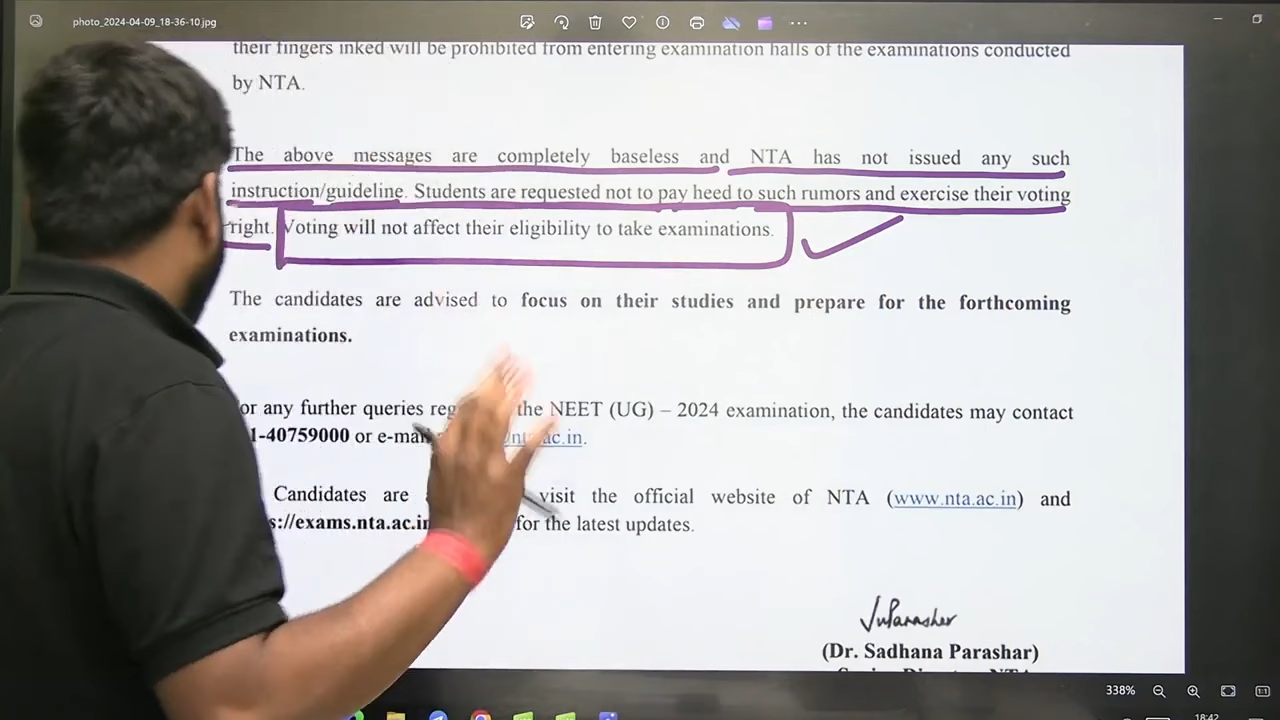 photo_2024-04-09_18-36-10.jpg
their fingers inked will be prohibited from entering examination halls of the examinations conducted
by NTA.
The above messages are completely baseless and NTA has not issued any such
instruction/guideline. Students are requested not to pay heed to such rumors and exercise their voting
right. Voting will not affect their eligibility to take examinations.
The candidates are advised to focus on their studies and prepare for the forthcoming
examinations.
or any further queries the NEET (UG) – 2024 examination, the candidates may contact
1-40759000 or ac.in.
Candidates are visit the official website of NTA (www.nta.ac.in) and
s://exams.nta.ac.in for the latest updates.
(Dr. Sadhana Parashar)
338%
18:42